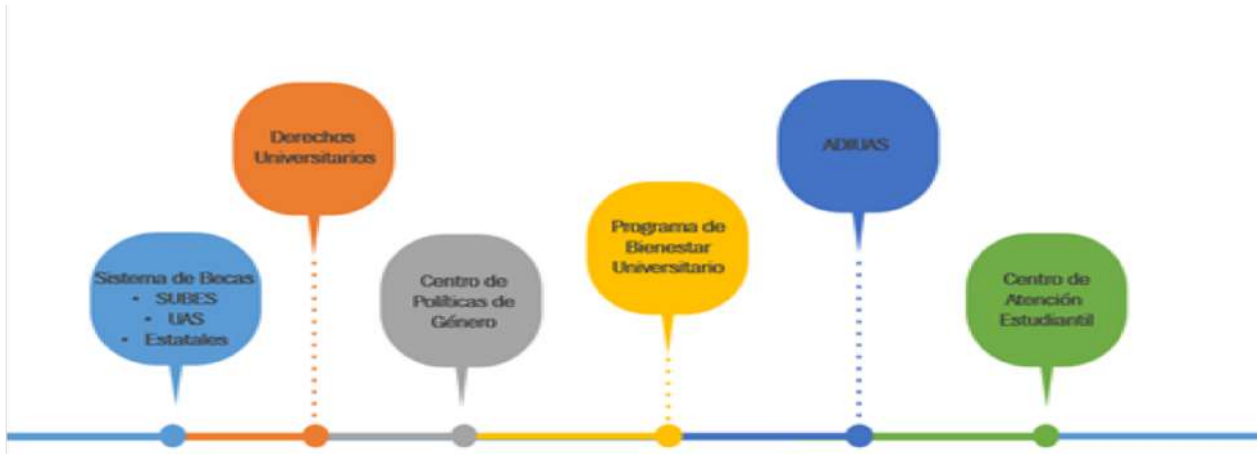 Sistema de Becas
• SUBES
• UAS
• Estatales
Derechos
Universitarios
Centro de
Políticas de
Género
Programa de
Bienestar
Universitario
ADIUAS
Centro de
Atención
Estudiantil